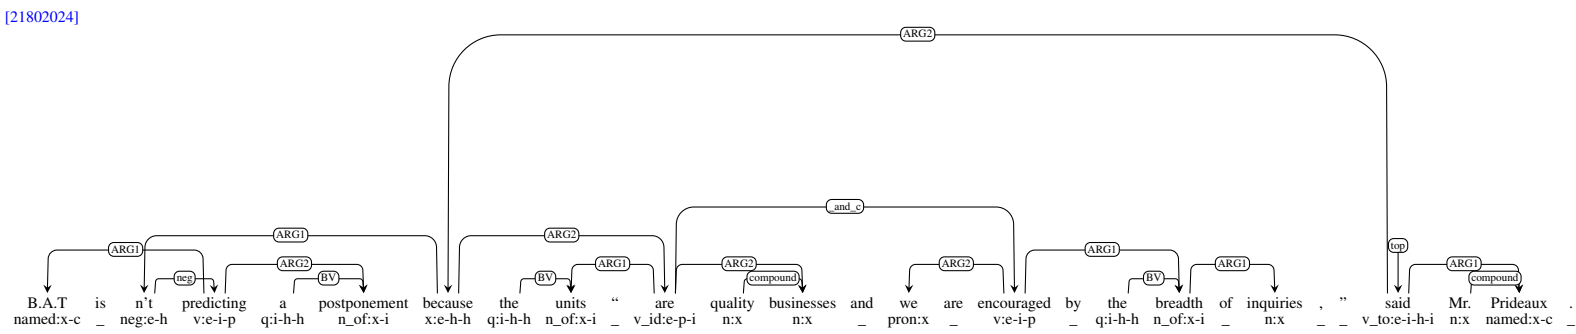 [21802024]
ARG2
_and_c
ARG1 ARG2
ARG1 top
neg ARG2 BV BV ARG1 ARG2 compound ARG2 ARG1 BV ARG1 ARG1 compound
B.A.T is n't predicting a postponement because the units “ are quality businesses and we are encouraged by the breadth of inquiries , ” said Mr. Prideaux .
named:x-c _ neg:e-h v:e-i-p q:i-h-h n_of:x-i x:e-h-h q:i-h-h n_of:x-i _ v_id:e-p-i n:x n:x _ pron:x _ v:e-i-p _ q:i-h-h n_of:x-i _ n:x _ _ v_to:e-i-h-i n:x named:x-c _